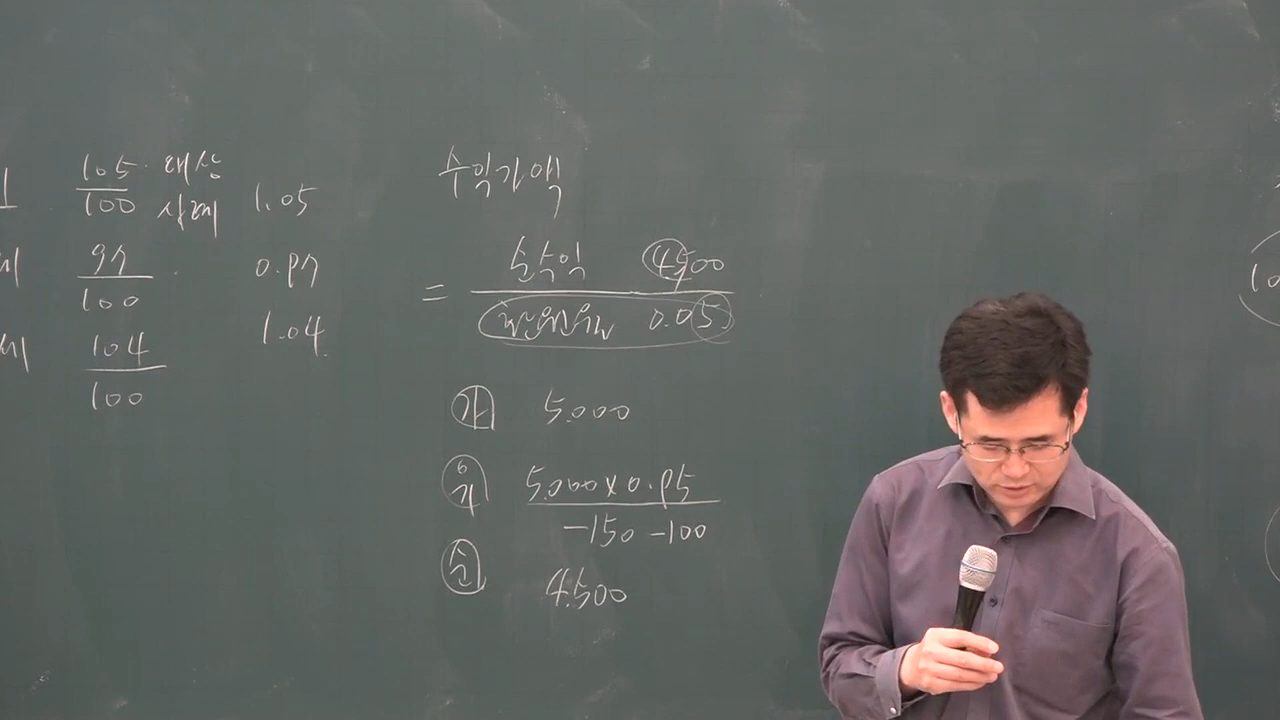 105 대상
100 사례 1.05
97
100 0.97
104
100 1.04
수익가액
= 순수익 4500
환원이율 0.05
가 5.000
유 5.000×0.95
-150 -100
순 4.500